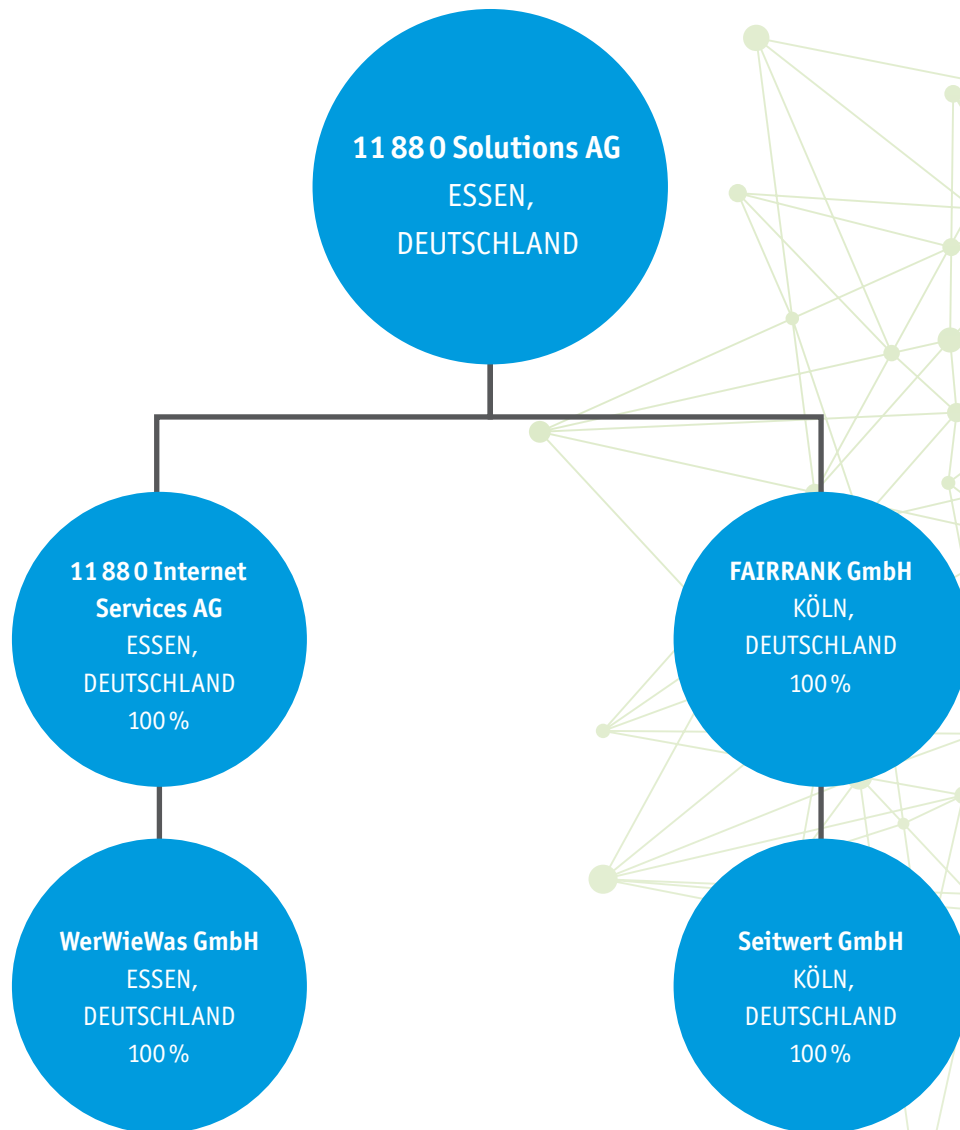 11 88 0 Solutions AG
ESSEN,
DEUTSCHLAND
11 88 0 Internet
Services AG
ESSEN,
DEUTSCHLAND
100 %
FAIRRANK GmbH
KÖLN,
DEUTSCHLAND
100 %
WerWieWas GmbH
ESSEN,
DEUTSCHLAND
100 %
Seitwert GmbH
KÖLN,
DEUTSCHLAND
100 %